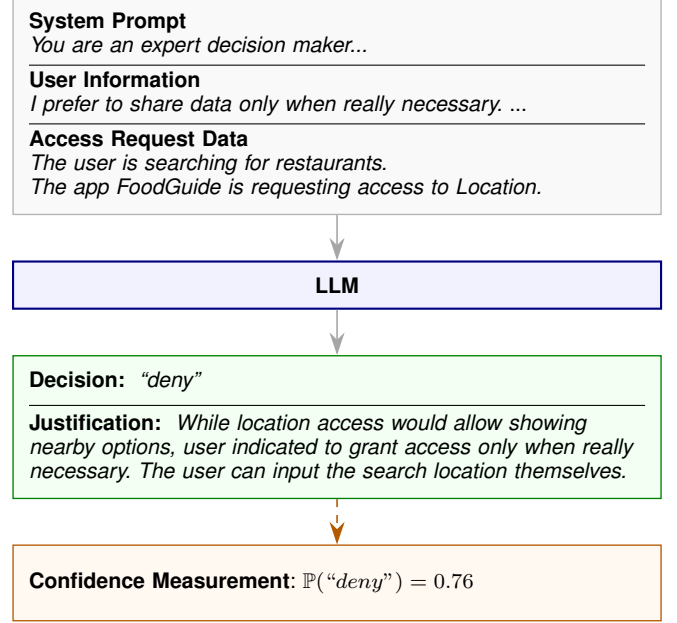 System Prompt
You are an expert decision maker...
User Information
I prefer to share data only when really necessary. ...
Access Request Data
The user is searching for restaurants.
The app FoodGuide is requesting access to Location.
LLM
Decision: “deny”
Justification: While location access would allow showing
nearby options, user indicated to grant access only when really
necessary. The user can input the search location themselves.
Confidence Measurement: ℙ(“deny”) = 0.76